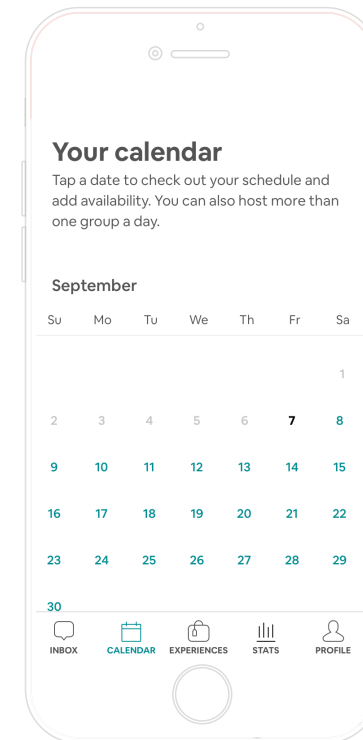 Your calendar
Tap a date to check out your schedule and
add availability. You can also host more than
one group a day.
September
Su Mo Tu We Th Fr Sa
1
2 3 4 5 6 7 8
9 10 11 12 13 14 15
16 17 18 19 20 21 22
23 24 25 26 27 28 29
30
INBOX CALENDAR EXPERIENCES STATS PROFILE